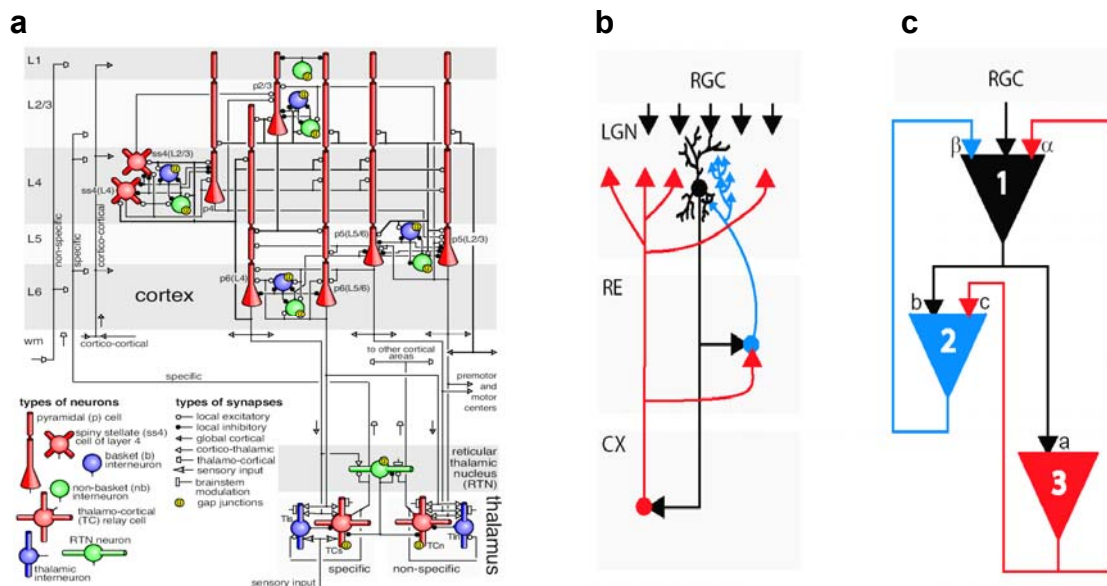 a
L1
L2/3
L4
L5
L6
p2/3
ss4(L2/3)
ss4(L4)
p4
p5(L5/6)
p5(L2/3)
p6(L4)
p6(L5/6)
non-specific
specific
cortico-cortical
cortex
wm
cortico-cortical
to other cortical
areas
specific
premotor
and
motor
centers
types of neurons
pyramidal (p) cell
spiny stellate (ss4)
cell of layer 4
basket (b)
interneuron
non-basket (nb)
interneuron
thalamo-cortical
(TC) relay cell
RTN neuron
thalamic
interneuron
types of synapses
local excitatory
local inhibitory
global cortical
cortico-thalamic
thalamo-cortical
sensory input
brainstem
modulation
gap junctions
reticular
thalamic
nucleus
(RTN)
thalamus
TIs
TCs
TCn
TIn
specific
non-specific
sensory input
b
RGC
LGN
RE
CX
c
RGC
β
α
1
b
c
2
a
3